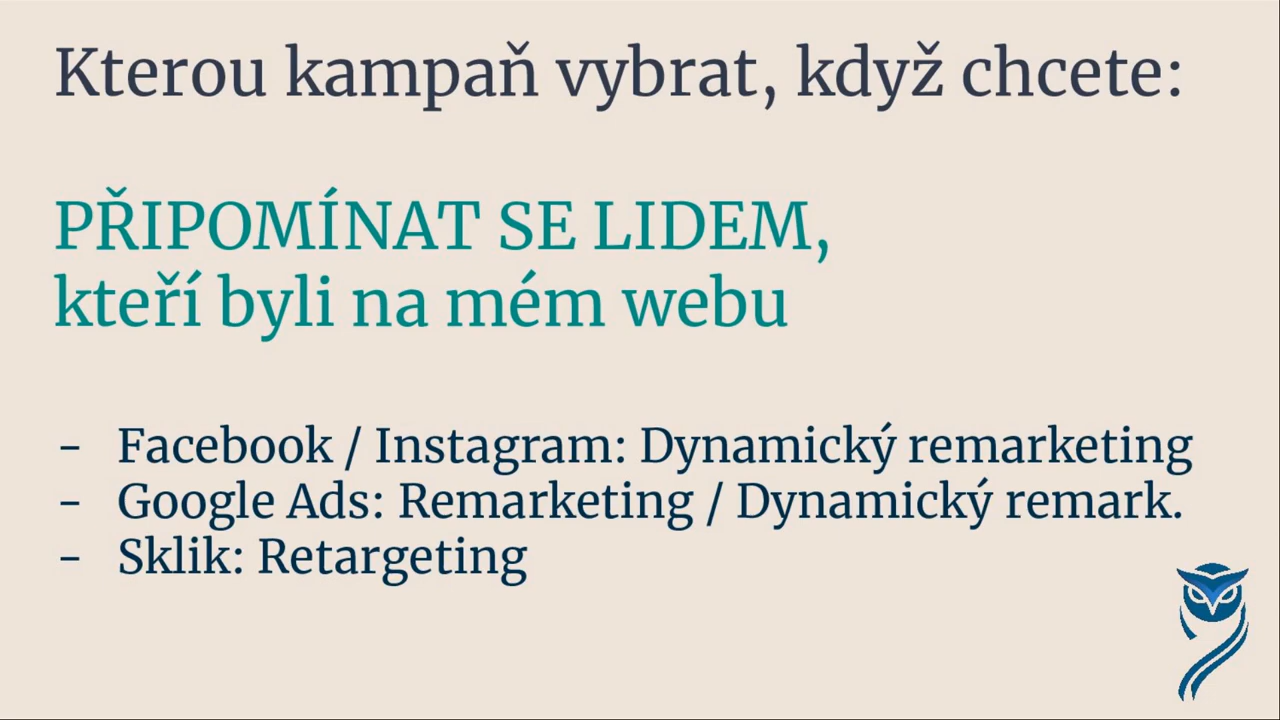 Kterou kampaň vybrat, když chcete:
PŘIPOMÍNAT SE LIDEM,
kteří byli na mém webu
- Facebook / Instagram: Dynamický remarketing
- Google Ads: Remarketing / Dynamický remark.
- Sklik: Retargeting